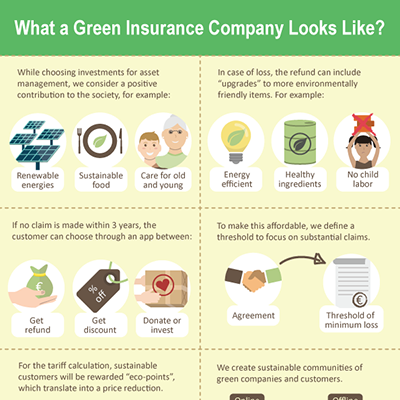 What a Green Insurance Company Looks Like?
While choosing investments for asset
management, we consider a positive
contribution to the society, for example:
Renewable
energies
Sustainable
food
Care for old
and young
In case of loss, the refund can include
“upgrades” to more environmentally
friendly items. For example:
Energy
efficient
Healthy
ingredients
No child
labor
If no claim is made within 3 years, the
customer can choose through an app between:
€
Get
refund
% off
Get
discount
Donate or
invest
To make this affordable, we define a
threshold to focus on substantial claims.
Agreement
€
Threshold of
minimum loss
For the tariff calculation, sustainable
customers will be rewarded “eco-points”,
which translate into a price reduction.
We create sustainable communities of
green companies and customers.
Online
Offline